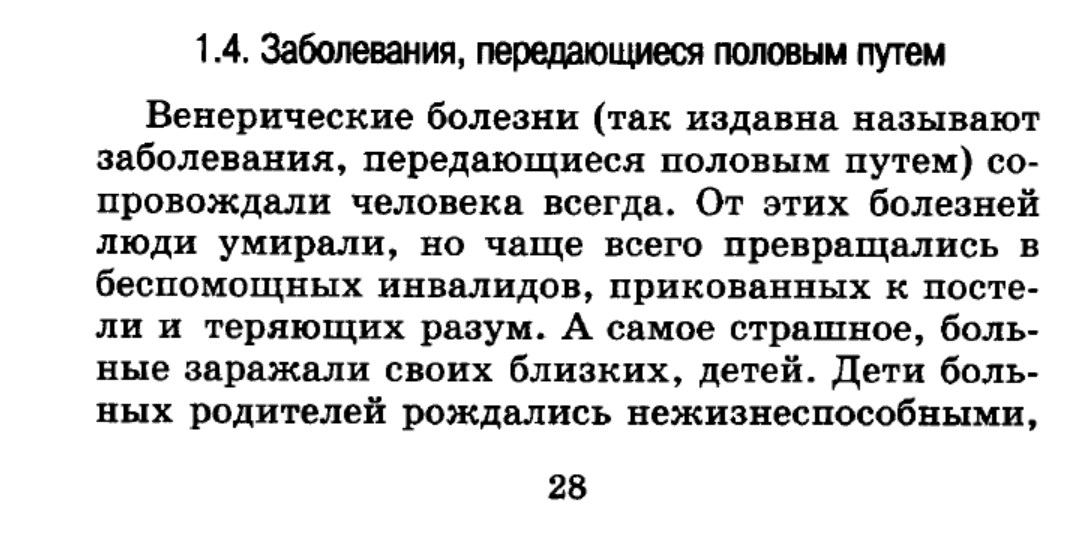 1.4. Заболевания, передающиеся половым путем
Венерические болезни (так издавна называют
заболевания, передающиеся половым путем) со-
провождали человека всегда. От этих болезней
люди умирали, но чаще всего превращались в
беспомощных инвалидов, прикованных к посте-
ли и теряющих разум. А самое страшное, боль-
ные заражали своих близких, детей. Дети боль-
ных родителей рождались нежизнеспособными,
28